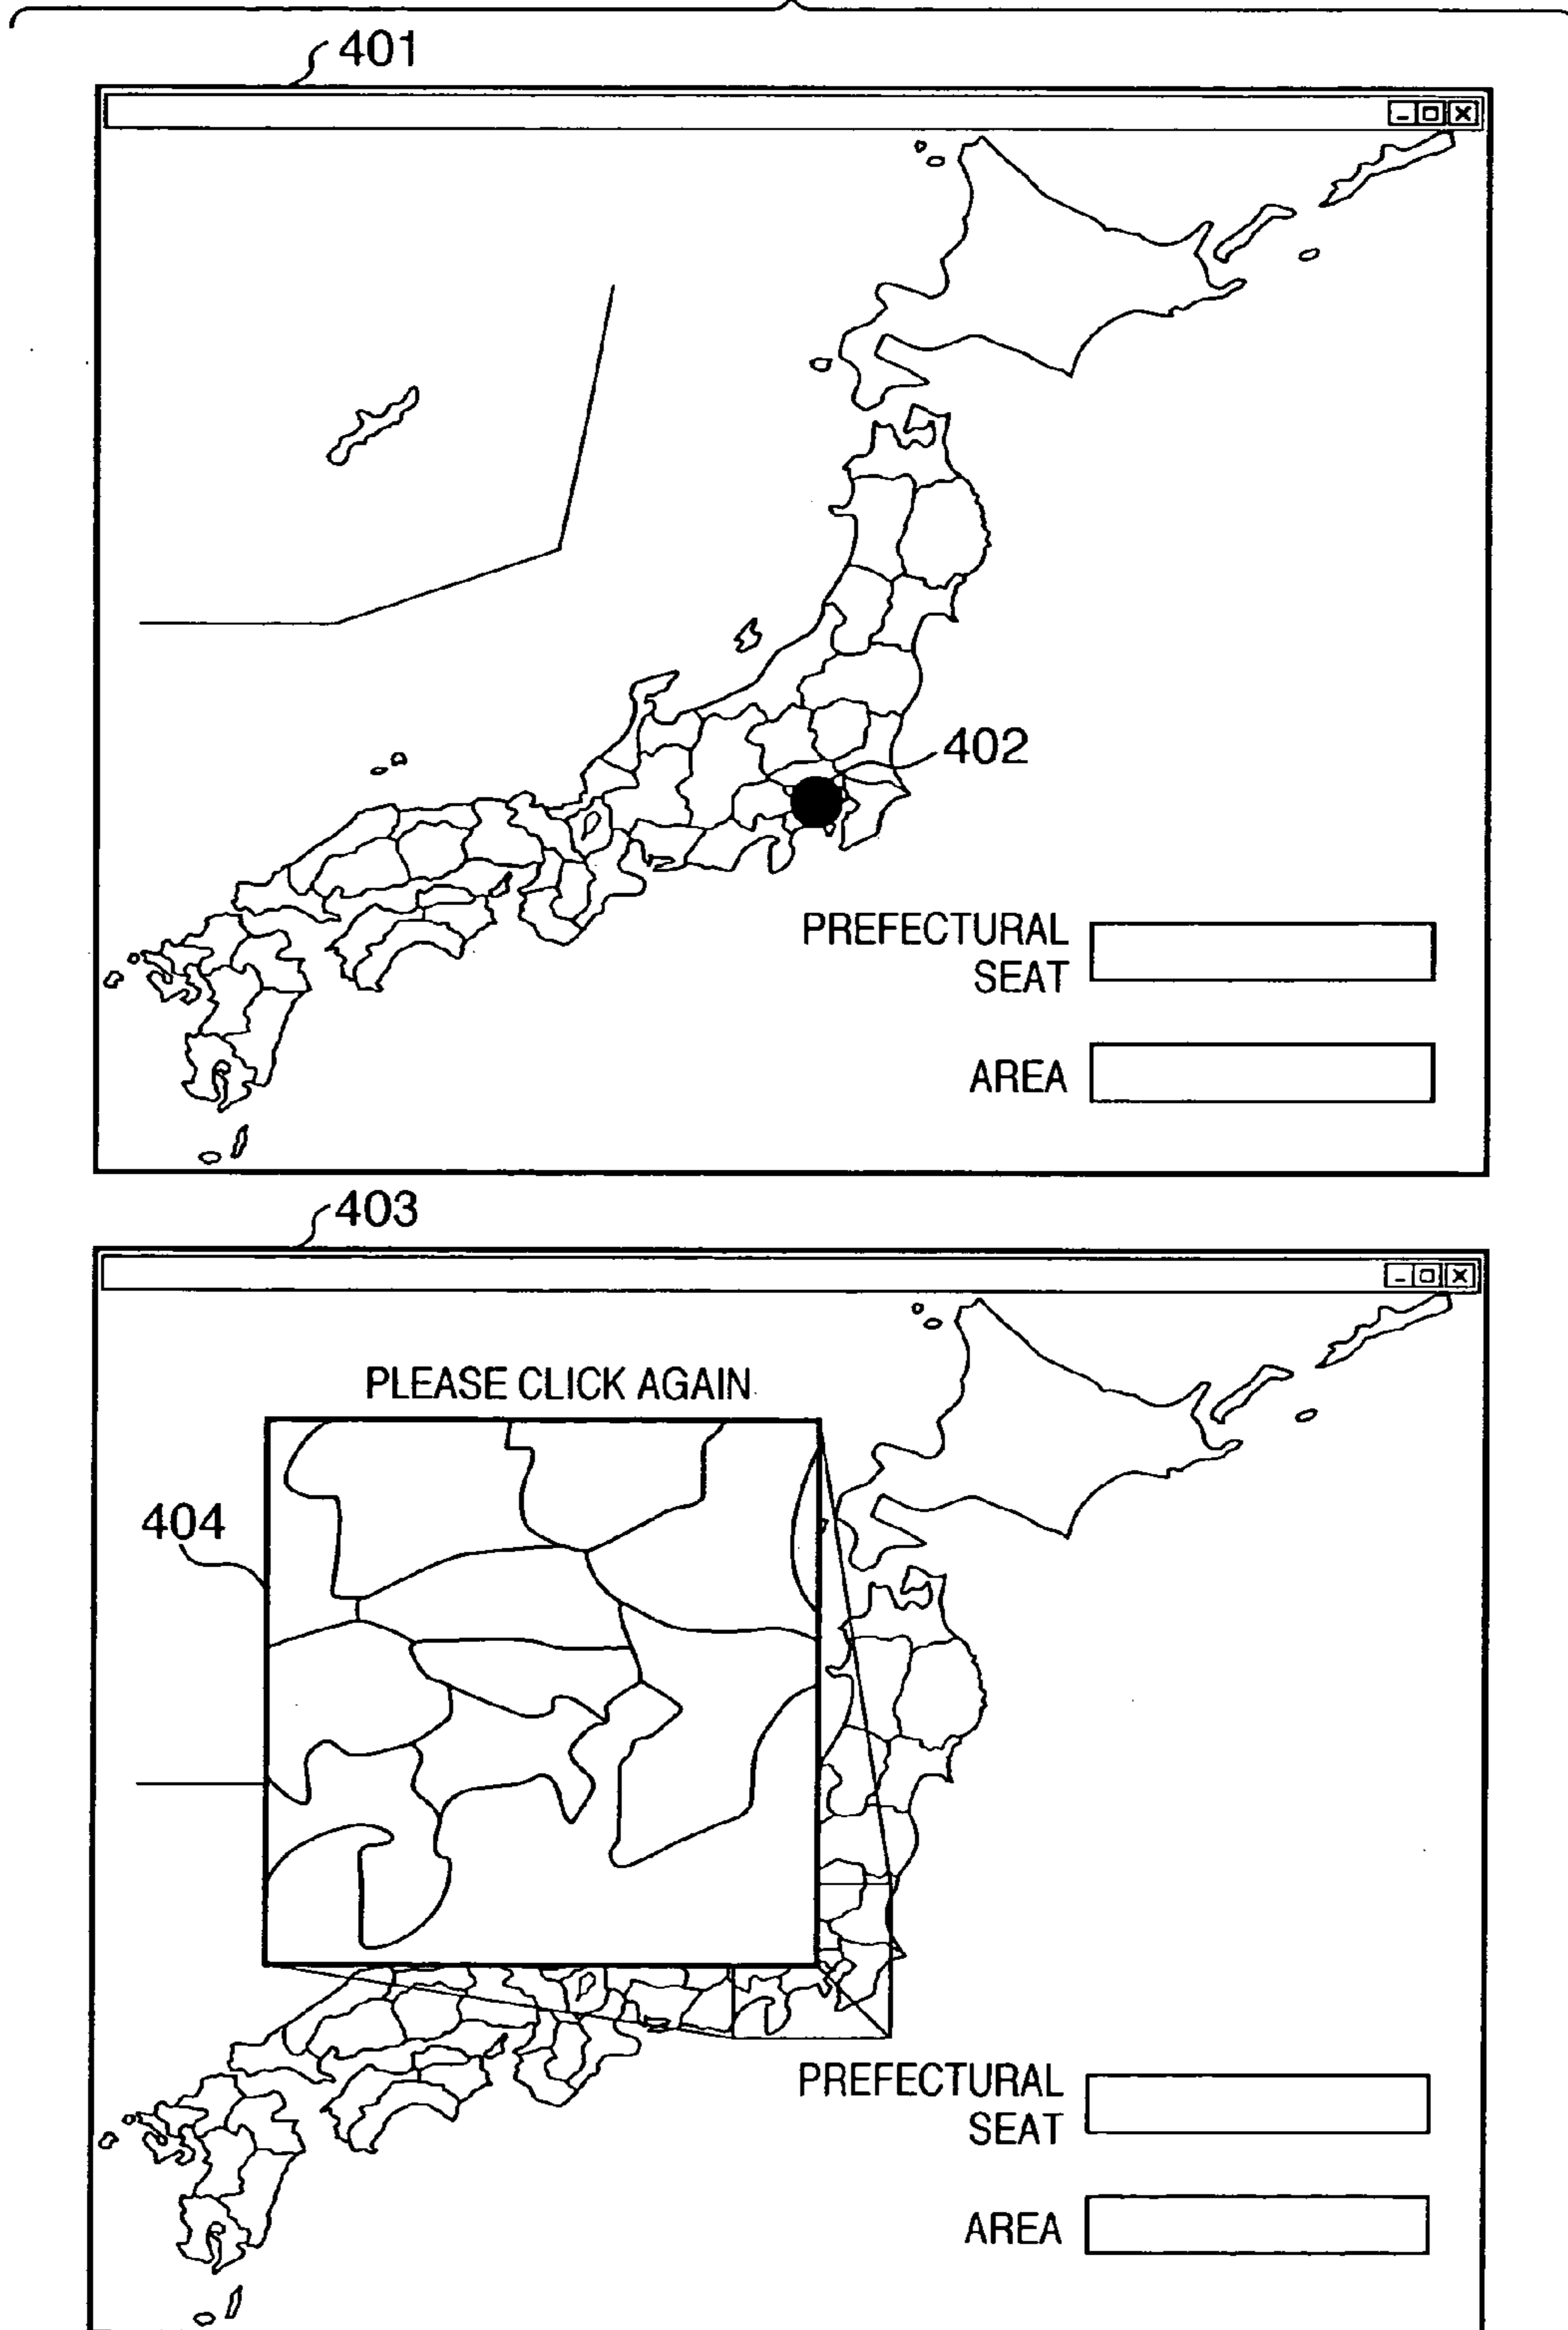 401
402
PREFECTURAL
SEAT
AREA
403
PLEASE CLICK AGAIN
404
PREFECTURAL
SEAT
AREA